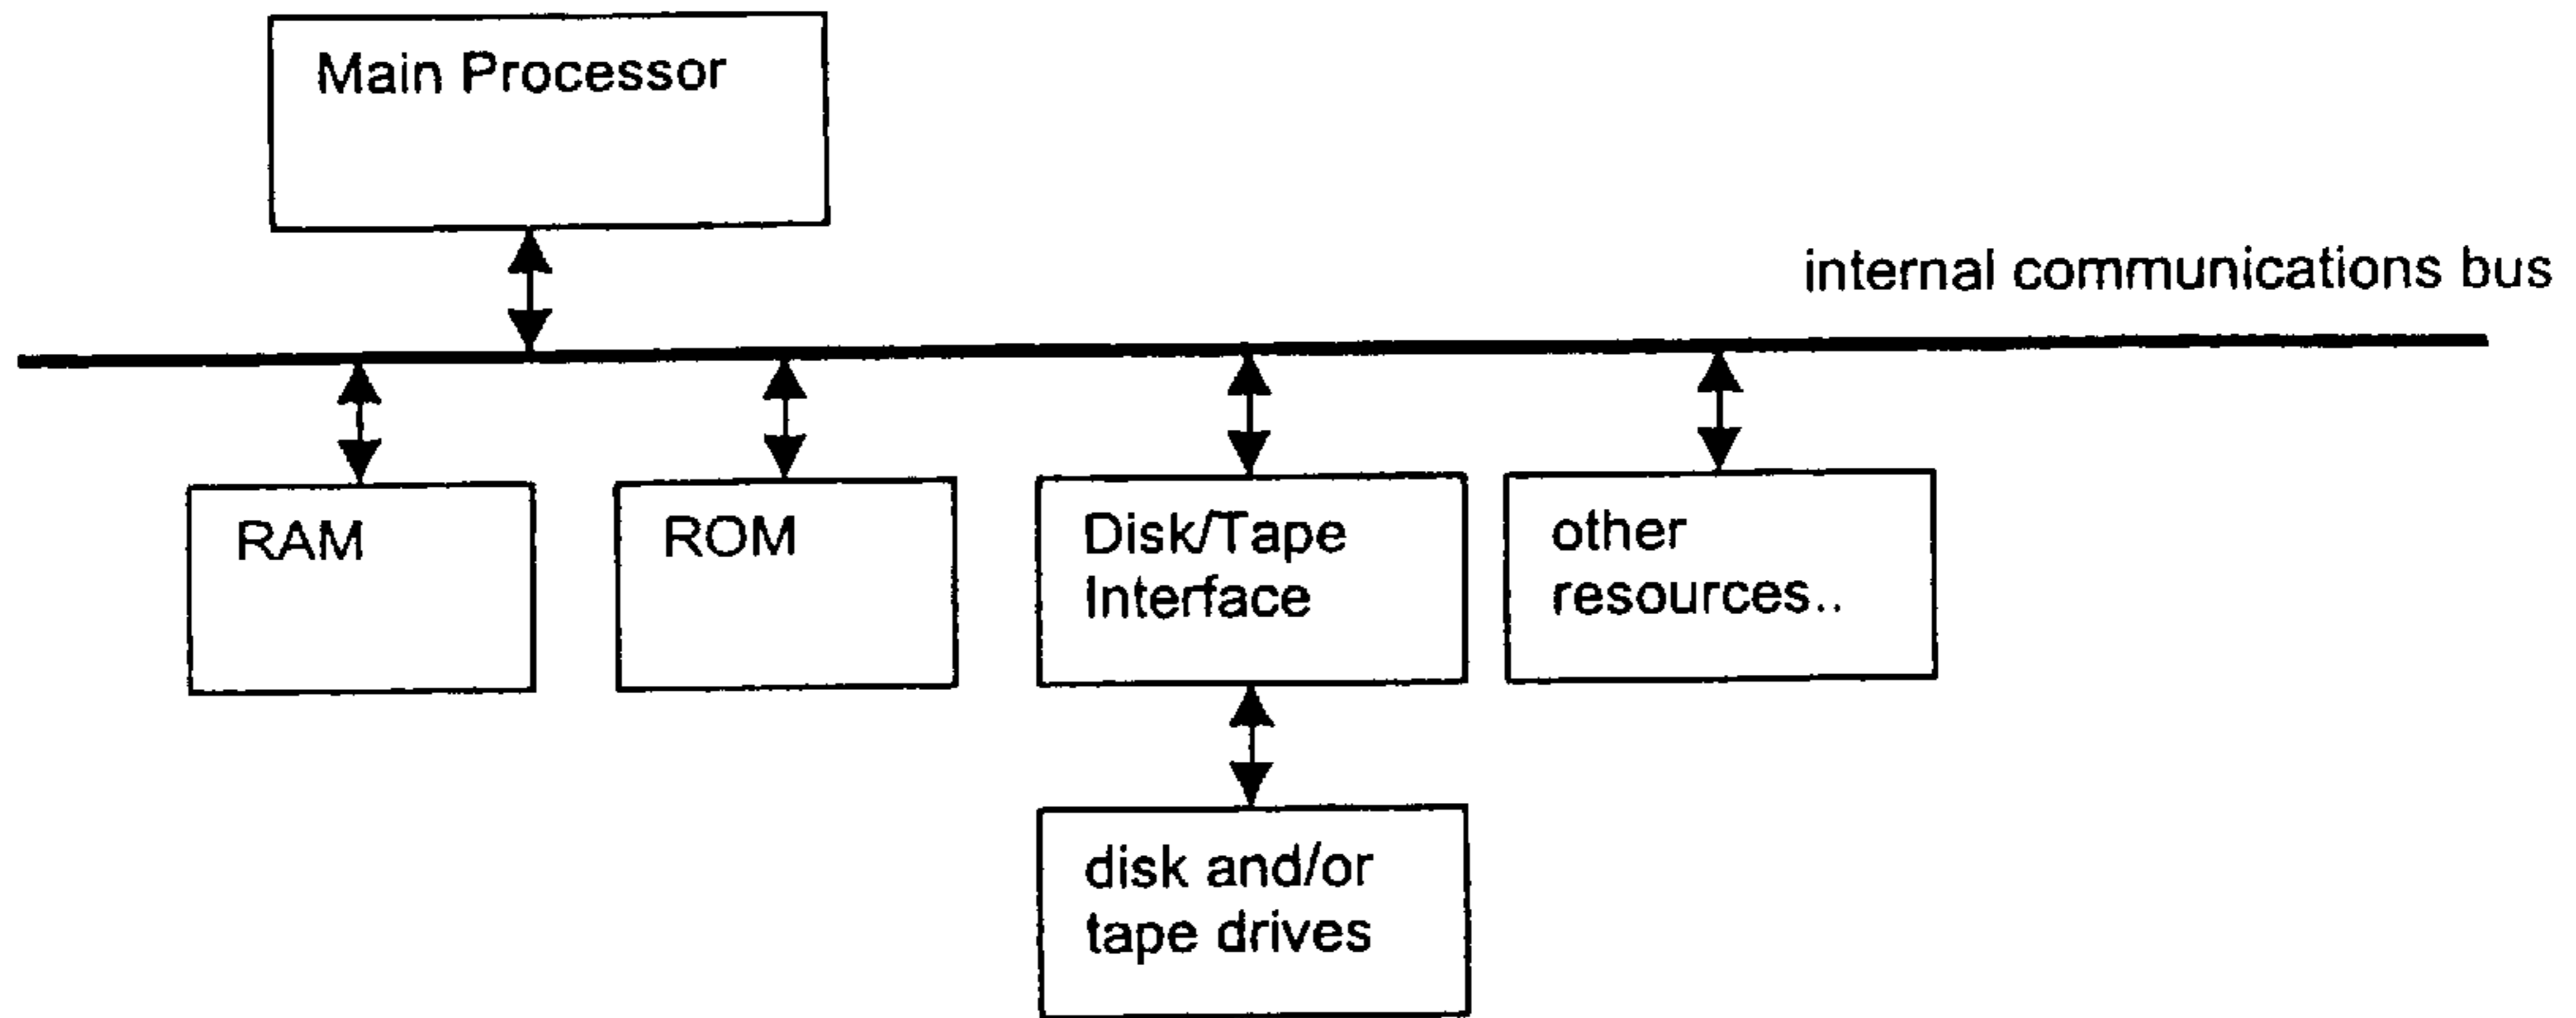 Main Processor
internal communications bus
RAM
ROM
Disk/Tape
Interface
other
resources..
disk and/or
tape drives